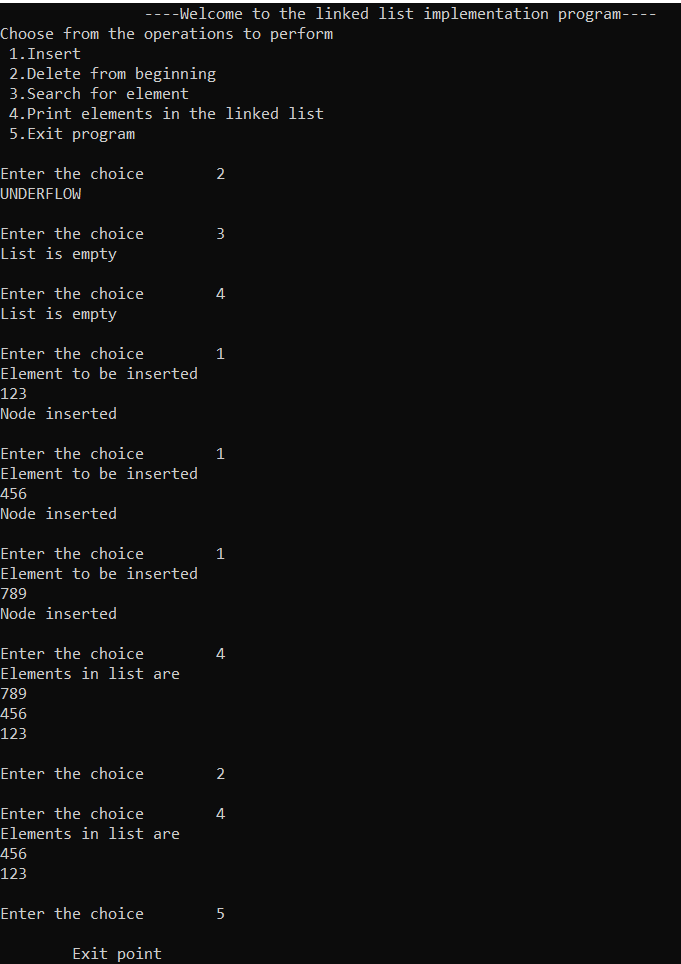 ----Welcome to the linked list implementation program----
Choose from the operations to perform
1.Insert
2.Delete from beginning
3.Search for element
4.Print elements in the linked list
5.Exit program
Enter the choice 2
UNDERFLOW
Enter the choice 3
List is empty
Enter the choice 4
List is empty
Enter the choice 1
Element to be inserted
123
Node inserted
Enter the choice 1
Element to be inserted
456
Node inserted
Enter the choice 1
Element to be inserted
789
Node inserted
Enter the choice 4
Elements in list are
789
456
123
Enter the choice 2
Enter the choice 4
Elements in list are
456
123
Enter the choice 5
Exit point